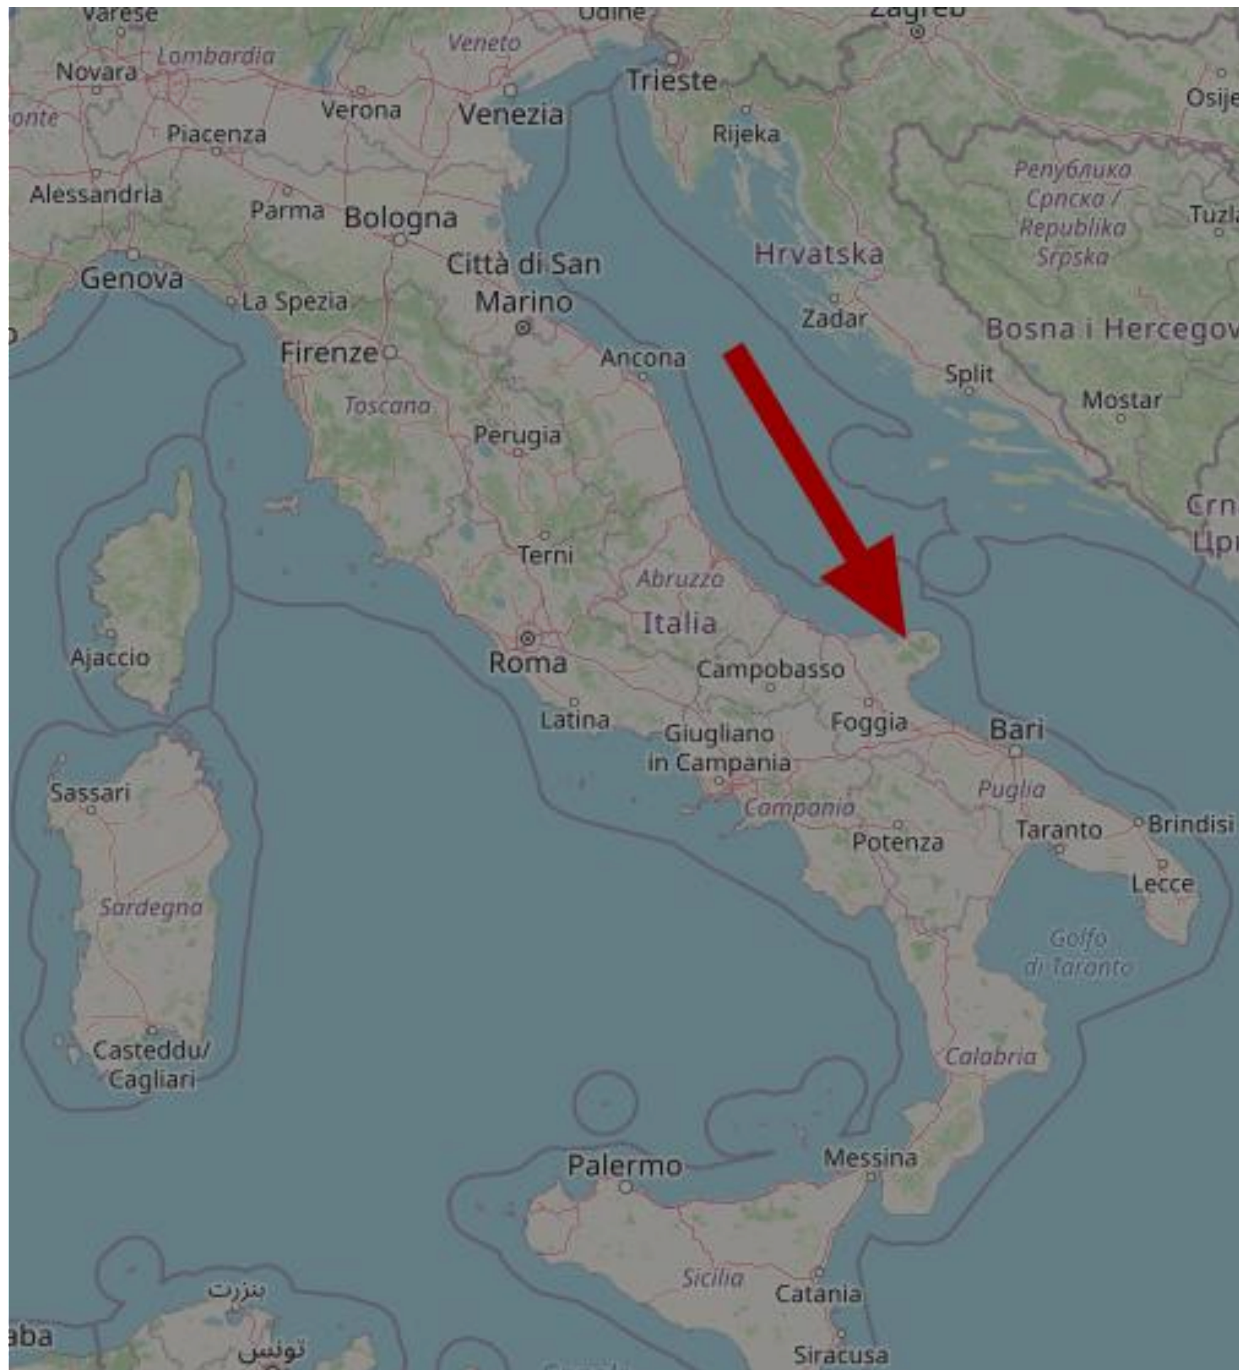 Varese
Udine
Zagreb
Lombardia
Veneto
Novara
Trieste
Verona
Venezia
Osije
onte
Piacenza
Rijeka
Република
Српска /
Republika
Srpska
Alessandria
Parma
Bologna
Tuzla
Hrvatska
Città di San
Marino
Genova
La Spezia
Zadar
Bosna i Hercegov
Firenze
Ancona
Split
Toscana
Mostar
Perugia
Crn
Црн
Terni
Abruzzo
Italia
Ajaccio
Roma
Campobasso
Latina
Foggia
Giugliano
in Campania
Bari
Sassari
Campania
Puglia
Potenza
Taranto
Brindisi
Lecce
Sardegna
Golfo
di Taranto
Casteddu/
Cagliari
Calabria
Palermo
Messina
Sicilia
بنزرت
Catania
aba
تونس
Siracusa